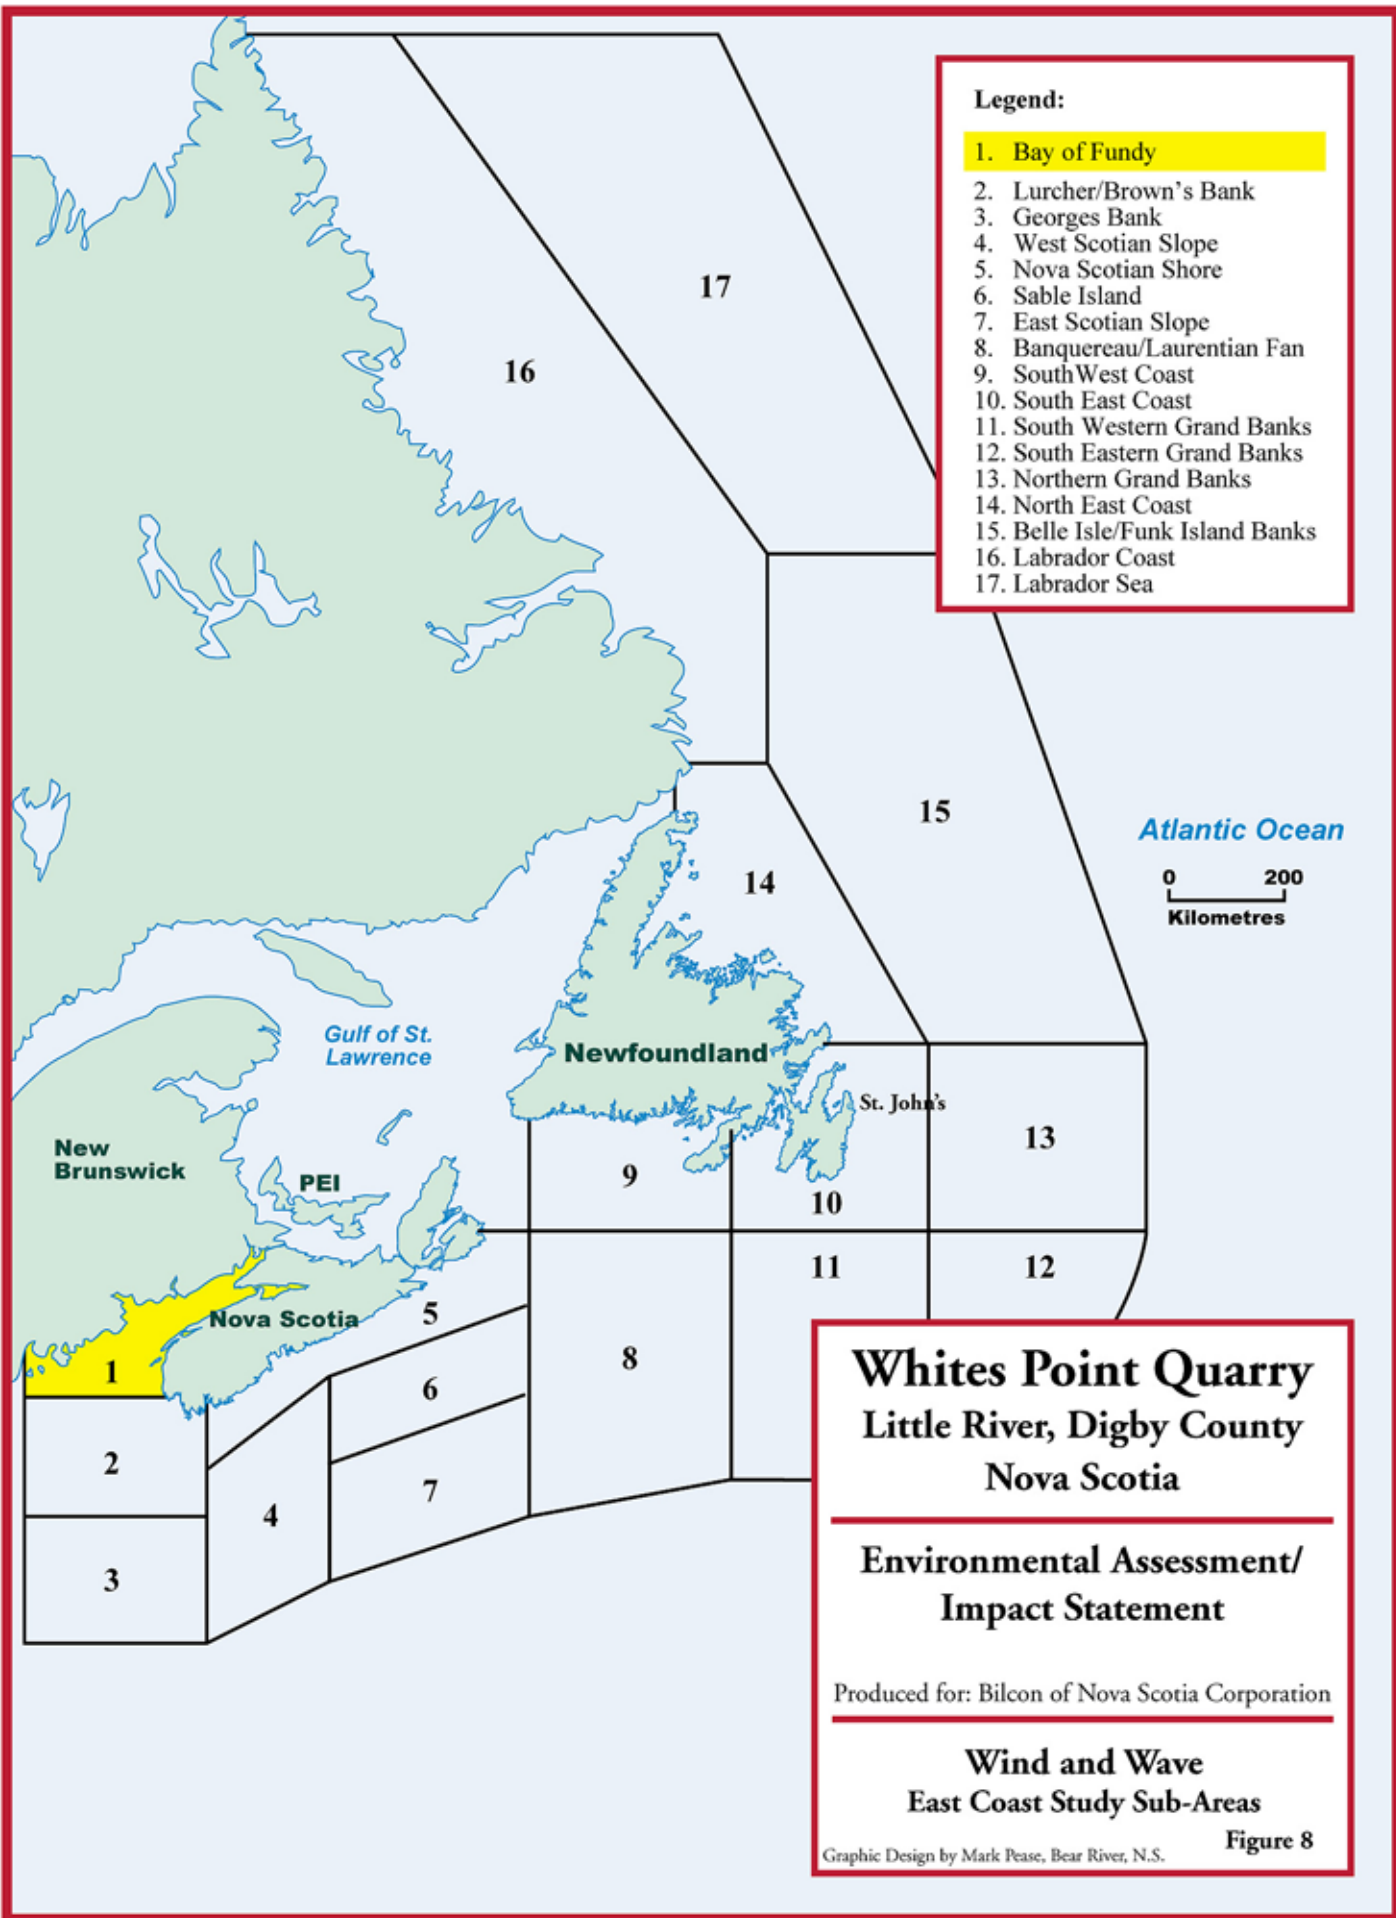 Legend:
1. Bay of Fundy
2. Lurcher/Brown's Bank
3. Georges Bank
4. West Scotian Slope
5. Nova Scotian Shore
6. Sable Island
7. East Scotian Slope
8. Banquereau/Laurentian Fan
9. SouthWest Coast
10. South East Coast
11. South Western Grand Banks
12. South Eastern Grand Banks
13. Northern Grand Banks
14. North East Coast
15. Belle Isle/Funk Island Banks
16. Labrador Coast
17. Labrador Sea
17
16
15
Atlantic Ocean
0 200
Kilometres
14
Gulf of St.
Lawrence
Newfoundland
St. John's
New
Brunswick
PEI
13
9
10
11
12
Nova Scotia
5
8
1
6
2
7
4
3
Whites Point Quarry
Little River, Digby County
Nova Scotia
Environmental Assessment/
Impact Statement
Produced for: Bilcon of Nova Scotia Corporation
Wind and Wave
East Coast Study Sub-Areas
Figure 8
Graphic Design by Mark Pease, Bear River, N.S.